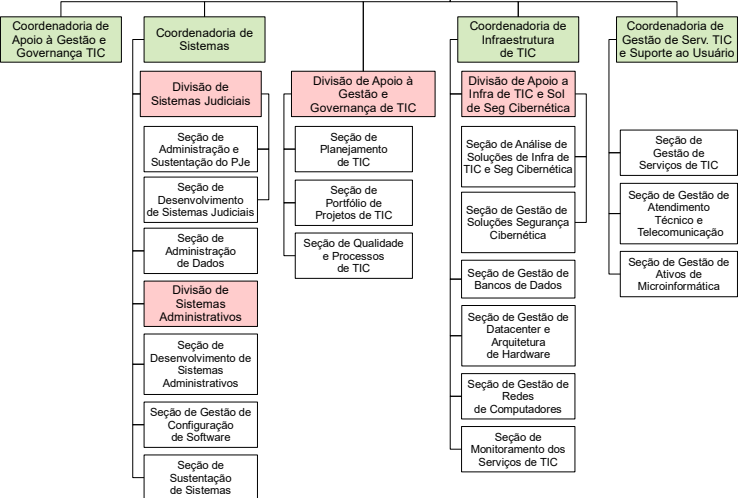 Coordenadoria de
Apoio à Gestão e
Governança TIC
Coordenadoria de
Sistemas
Divisão de
Sistemas Judiciais
Seção de
Administração e
Sustentação do PJe
Seção de
Desenvolvimento
de Sistemas Judiciais
Seção de
Administração
de Dados
Divisão de
Sistemas
Administrativos
Seção de
Desenvolvimento de
Sistemas
Administrativos
Seção de Gestão de
Configuração
de Software
Seção de
Sustentação
de Sistemas
Divisão de Apoio à
Gestão e
Governança de TIC
Seção de
Planejamento
de TIC
Seção de
Portfólio de
Projetos de TIC
Seção de Qualidade
e Processos
de TIC
Coordenadoria de
Infraestrutura
de TIC
Divisão de Apoio a
Infra de TIC e Sol
de Seg Cibernética
Seção de Análise de
Soluções de Infra de
TIC e Seg Cibernética
Seção de Gestão de
Soluções Segurança
Cibernética
Seção de Gestão de
Bancos de Dados
Seção de Gestão de
Datacenter e
Arquitetura
de Hardware
Seção de Gestão de
Redes
de Computadores
Seção de
Monitoramento dos
Serviços de TIC
Coordenadoria de
Gestão de Serv. TIC
e Suporte ao Usuário
Seção de
Gestão de
Serviços de TIC
Seção de Gestão de
Atendimento
Técnico e
Telecomunicação
Seção de Gestão de
Ativos de
Microinformática